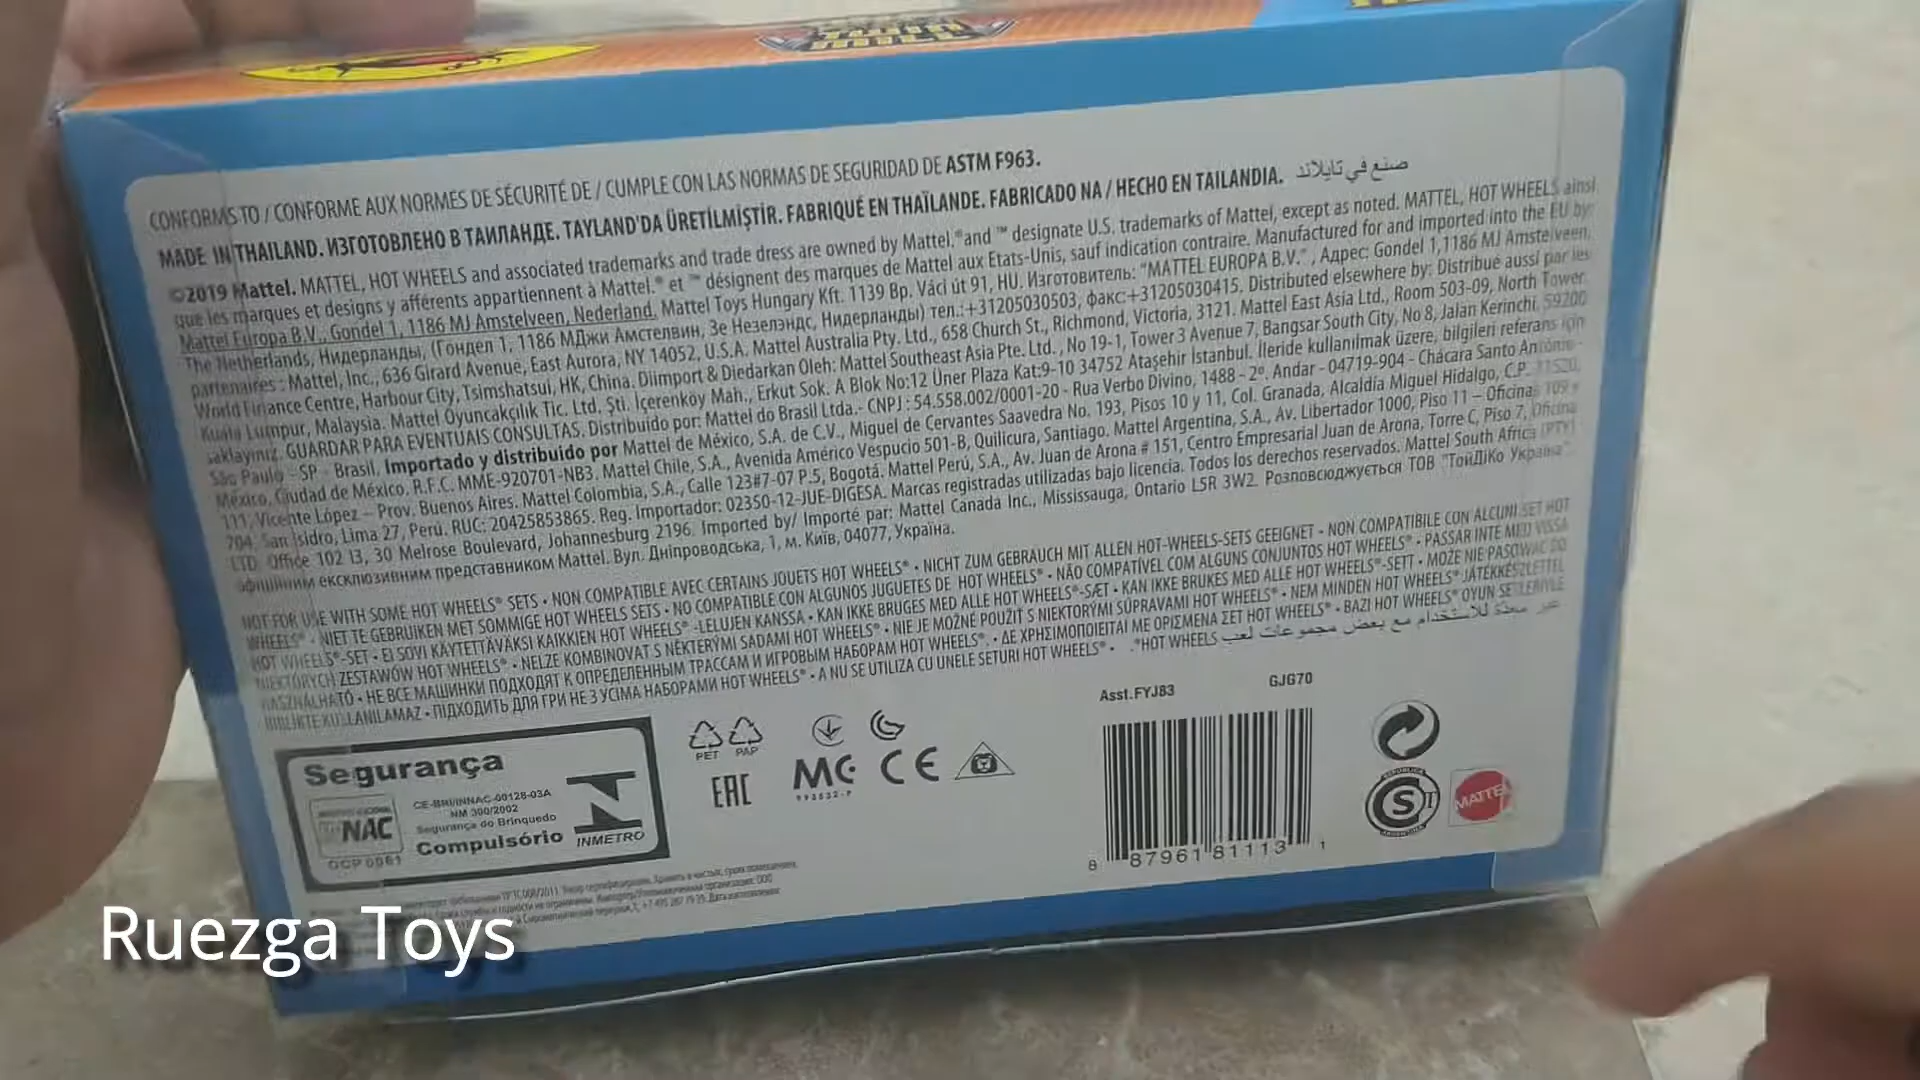 CONFORMS TO / CONFORME AUX NORMES DE SÉCURITÉ DE / CUMPLE CON LAS NORMAS DE SEGURIDAD DE ASTM F963.
MADE IN THAILAND. ИЗГОТОВЛЕНО В ТАИЛАНДЕ. TAYLAND'DA ÜRETİLMİŞTİR. FABRIQUÉ EN THAÏLANDE. FABRICADO NA / HECHO EN TAILANDIA. صنع في تايلاند
©2019 Mattel. MATTEL, HOT WHEELS and associated trademarks and trade dress are owned by Mattel.® and ™ designate U.S. trademarks of Mattel, except as noted. MATTEL, HOT WHEELS ainsi
que les marques et designs y afférents appartiennent à Mattel.® et ™ désignent des marques de Mattel aux Etats-Unis, sauf indication contraire. Manufactured for and imported into the EU by:
Mattel Europa B.V., Gondel 1, 1186 MJ Amstelveen, Nederland. Mattel Toys Hungary Kft. 1139 Bp. Váci út 91, HU. Изготовитель: "MATTEL EUROPA B.V." , Адрес: Gondel 1,1186 MJ Amstelveen,
The Netherlands, Нидерланды, (Гонден 1, 1186 МДжи Амстелвин, Зе Незелэндс, Нидерланды) тел.:+31205030503, факс:+31205030415. Distributed elsewhere by: Distribué aussi par les
partenaires : Mattel, Inc., 636 Girard Avenue, East Aurora, NY 14052, U.S.A. Mattel Australia Pty. Ltd., 658 Church St., Richmond, Victoria, 3121. Mattel East Asia Ltd., Room 503-09, North Tower,
World Finance Centre, Harbour City, Tsimshatsui, HK, China. Diimport & Diedarkan Oleh: Mattel Southeast Asia Pte. Ltd. , No 19-1, Tower 3 Avenue 7, Bangsar South City, No 8, Jalan Kerinchi, 59200
Kuala Lumpur, Malaysia. Mattel Oyuncakçılık Tic. Ltd. Şti. İçerenköy Mah., Erkut Sok. A Blok No:12 Üner Plaza Kat:9-10 34752 Ataşehir İstanbul. İleride kullanılmak üzere, bilgileri referans için
saklayınız. GUARDAR PARA EVENTUAIS CONSULTAS. Distribuido por: Mattel do Brasil Ltda.- CNPJ : 54.558.002/0001-20 - Rua Verbo Divino, 1488 - 2º. Andar - 04719-904 - Chácara Santo Antônio-
São Paulo - SP - Brasil. Importado y distribuido por Mattel de México, S.A. de C.V., Miguel de Cervantes Saavedra No. 193, Pisos 10 y 11, Col. Granada, Alcaldía Miguel Hidalgo, C.P. 11520,
México, Ciudad de México. R.F.C. MME-920701-NB3. Mattel Chile, S.A., Avenida Américo Vespucio 501-B, Quilicura, Santiago. Mattel Argentina, S.A., Av. Libertador 1000, Piso 11 – Oficinas 109 y
111, Vicente López – Prov. Buenos Aires. Mattel Colombia, S.A., Calle 123#7-07 P.5, Bogotá. Mattel Perú, S.A., Av. Juan de Arona # 151, Centro Empresarial Juan de Arona, Torre C, Piso 7, Oficina
704, San Isidro, Lima 27, Perú. RUC: 20425853865. Reg. Importador: 02350-12-JUE-DIGESA. Marcas registradas utilizadas bajo licencia. Todos los derechos reservados. Mattel South Africa (PTY)
LTD. Office 102 I3, 30 Melrose Boulevard, Johannesburg 2196. Imported by/ Importé par: Mattel Canada Inc., Mississauga, Ontario L5R 3W2. Розповсюджується ТОВ "ТойДіКо Україна"
офіційним ексклюзивним представником Mattel. Вул. Дніпроводська, 1, м. Київ, 04077, Україна.
NOT FOR USE WITH SOME HOT WHEELS® SETS • NON COMPATIBLE AVEC CERTAINS JOUETS HOT WHEELS® • NICHT ZUM GEBRAUCH MIT ALLEN HOT-WHEELS-SETS GEEIGNET • NON COMPATIBILE CON ALCUNI SET HOT
WHEELS® • NIET TE GEBRUIKEN MET SOMMIGE HOT WHEELS SETS • NO COMPATIBLE CON ALGUNOS JUGUETES DE HOT WHEELS® • NÃO COMPATÍVEL COM ALGUNS CONJUNTOS HOT WHEELS® • PASSAR INTE MED VISSA
HOT WHEELS®-SET • EI SOVI KÄYTETTÄVÄKSI KAIKKIEN HOT WHEELS® -LELUJEN KANSSA • KAN IKKE BRUGES MED ALLE HOT WHEELS®-SÆT • KAN IKKE BRUKES MED ALLE HOT WHEELS®-SETT • MOŻE NIE PASOWAĆ DO
NIEKTÓRYCH ZESTAWÓW HOT WHEELS® • NELZE KOMBINOVAT S NĚKTERÝMI SADAMI HOT WHEELS® • NIE JE MOŽNÉ POUŽIŤ S NIEKTORÝMI SÚPRAVAMI HOT WHEELS® • NEM MINDEN HOT WHEELS® JÁTÉKKÉSZLETTEL
HASZNÁLHATÓ • НЕ ВСЕ МАШИНКИ ПОДХОДЯТ К ОПРЕДЕЛЕННЫМ ТРАССАМ И ИГРОВЫМ НАБОРАМ HOT WHEELS®. • ΔΕ ΧΡΗΣΙΜΟΠΟΙΕΙΤΑΙ ΜΕ ΟΡΙΣΜΕΝΑ ΣΕΤ HOT WHEELS® • BAZI HOT WHEELS® OYUN SETLERİYLE
BİRLİKTE KULLANILAMAZ • ПІДХОДИТЬ ДЛЯ ГРИ НЕ З УСІМА НАБОРАМИ HOT WHEELS® • A NU SE UTILIZA CU UNELE SETURI HOT WHEELS® • .®HOT WHEELS غير معدّة للاستخدام مع بعض مجموعات لعب
Asst.FYJ83 GJG70
Segurança
NAC
OCP 0061
CE-BRI/INNAC-00128-03A
NM 300/2002
Segurança do Brinquedo
Compulsório
INMETRO
PET PAP
EAC
MC CE
8 87961 81113 1
S
ARGENTINA
MATTEL
Ruezga Toys